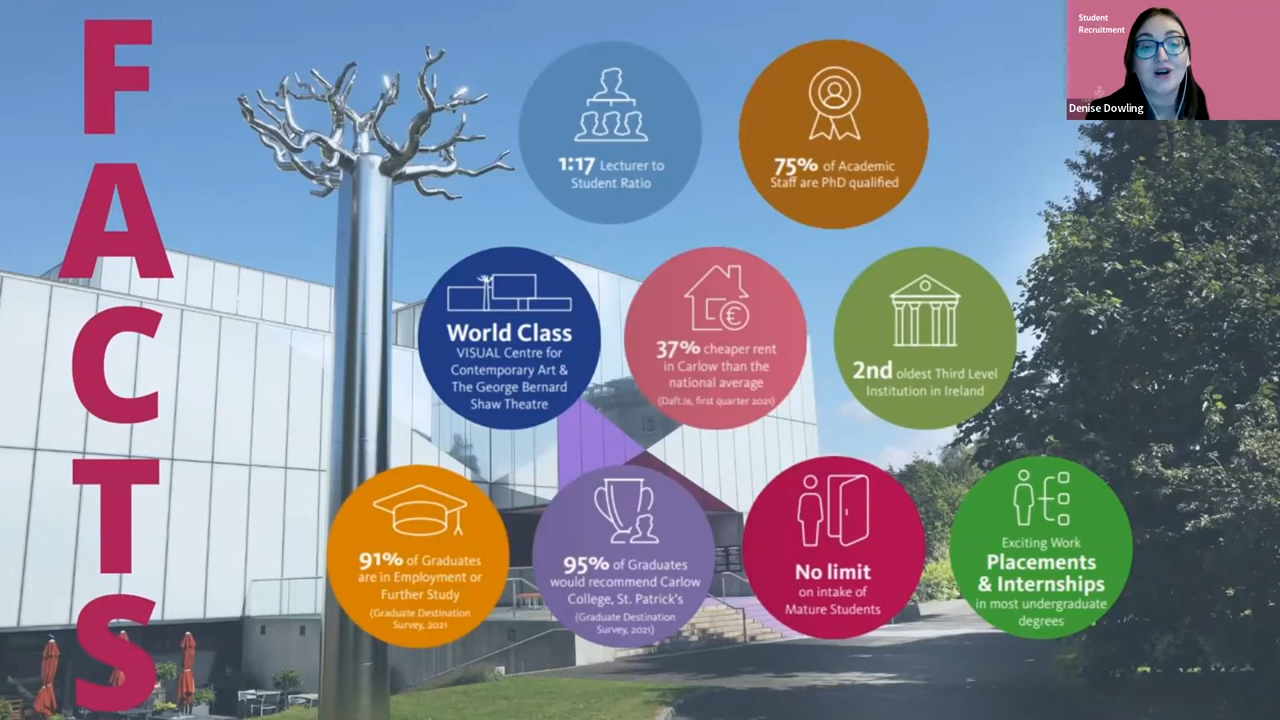 FACTS
1:17 Lecturer to
Student Ratio
75% of Academic
Staff are PhD qualified
World Class
VISUAL Centre for
Contemporary Art &
The George Bernard
Shaw Theatre
37% cheaper rent
in Carlow than the
national average
(Daft.ie, first quarter 2021)
2nd oldest Third Level
Institution in Ireland
91% of Graduates
are in Employment or
Further Study
(Graduate Destination
Survey, 2021
95% of Graduates
would recommend Carlow
College, St. Patrick's
(Graduate Destination
Survey, 2021)
No limit
on intake of
Mature Students
Exciting Work
Placements
& Internships
in most undergraduate
degrees
Student
Recruitment
Denise Dowling